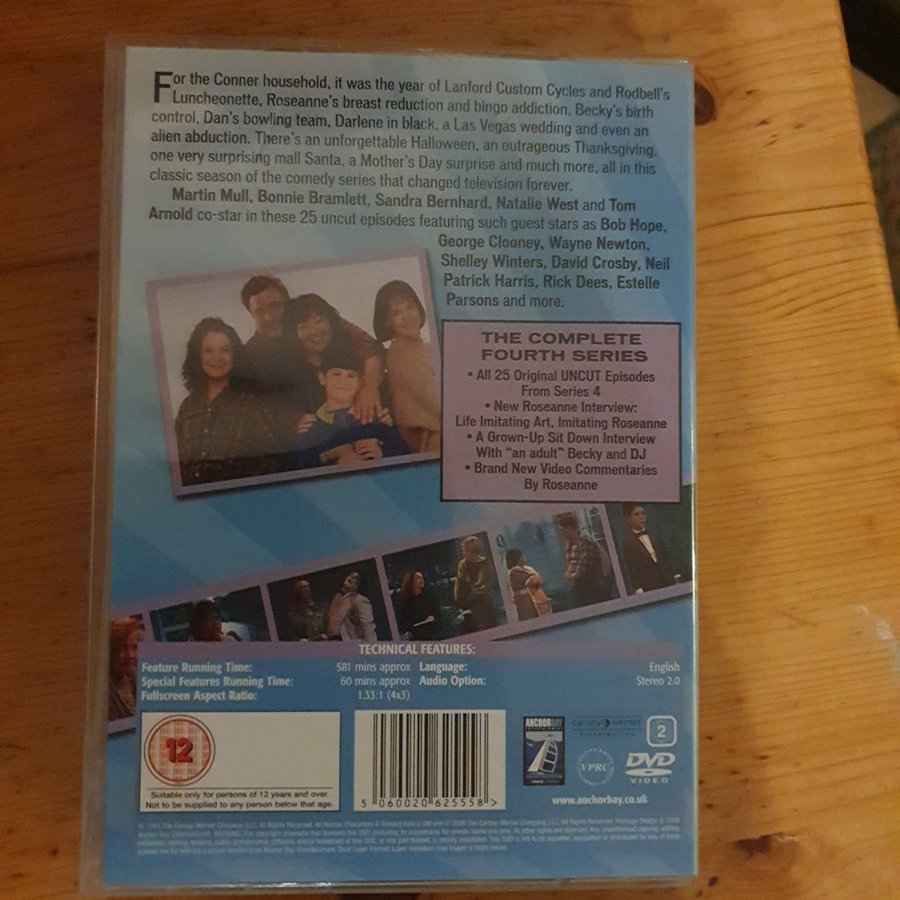 For the Conner household, it was the year of Lanford Custom Cycles and Rodbell's
Luncheonette, Roseanne's breast reduction and bingo addiction, Becky's birth
control, Dan's bowling team, Darlene in black, a Las Vegas wedding and even an
alien abduction. There's an unforgettable Halloween, an outrageous Thanksgiving,
one very surprising mall Santa, a Mother's Day surprise and much more, all in this
classic season of the comedy series that changed television forever.
Martin Mull, Bonnie Bramlett, Sandra Bernhard, Natalie West and Tom
Arnold co-star in these 25 uncut episodes featuring such guest stars as Bob Hope,
George Clooney, Wayne Newton,
Shelley Winters, David Crosby, Neil
Patrick Harris, Rick Dees, Estelle
Parsons and more.
THE COMPLETE
FOURTH SERIES
• All 25 Original UNCUT Episodes
From Series 4
• New Roseanne Interview:
Life Imitating Art, Imitating Roseanne
• A Grown-Up Sit Down Interview
With "an adult" Becky and DJ
• Brand New Video Commentaries
By Roseanne
TECHNICAL FEATURES:
Feature Running Time: 581 mins approx
Special Features Running Time: 60 mins approx
Fullscreen Aspect Ratio: 1.33:1 (4x3)
Language: English
Audio Option: Stereo 2.0
12
Suitable only for persons of 12 years and over.
Not to be supplied to any person below that age.
5 060020 625558 >
ANCHOR BAY
carsey werner
DISTRIBUTION
VPRC
2
DVD
VIDEO
www.anchorbay.co.uk